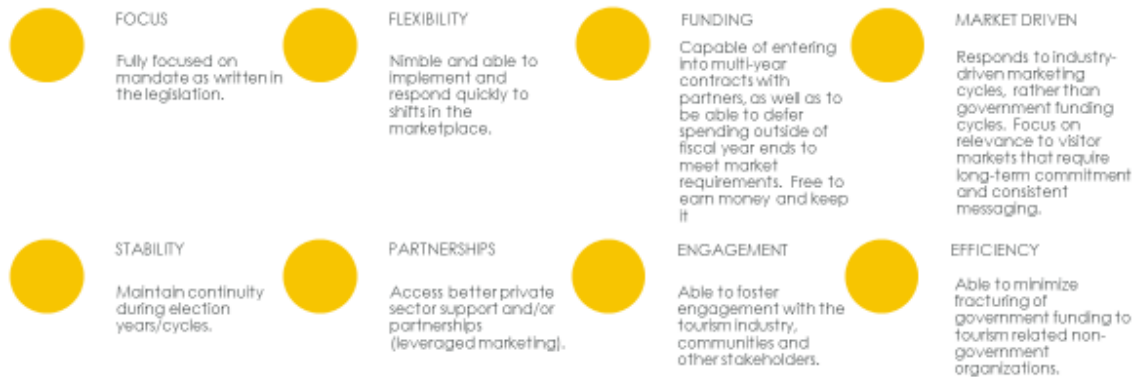 FOCUS
Fully focused on
mandate as written in
the legislation.
FLEXIBILITY
Nimble and able to
implement and
respond quickly to
shifts in the
marketplace.
FUNDING
Capable of entering
into multi-year
contracts with
partners, as well as to
be able to defer
spending outside of
fiscal year ends to
meet market
requirements. Free to
earn money and keep
it
MARKET DRIVEN
Responds to industry-
driven marketing
cycles, rather than
government funding
cycles. Focus on
relevance to visitor
markets that require
long-term commitment
and consistent
messaging.
STABILITY
Maintain continuity
during election
years/cycles.
PARTNERSHIPS
Access better private
sector support and/or
partnerships
(leveraged marketing).
ENGAGEMENT
Able to foster
engagement with the
tourism industry,
communities and
other stakeholders.
EFFICIENCY
Able to minimize
fracturing of
government funding to
tourism related non-
government
organizations.